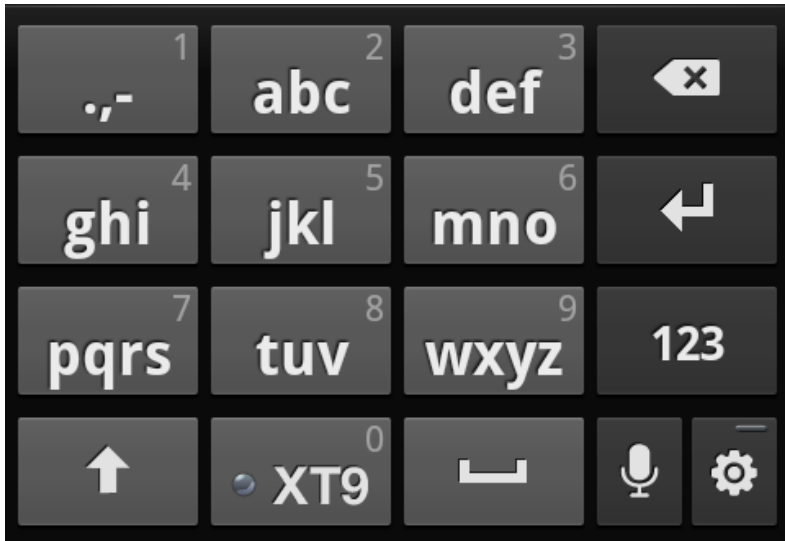 1 2 3
.,- abc def
4 5 6
ghi jkl mno
7 8 9
pqrs tuv wxyz 123
0
XT9